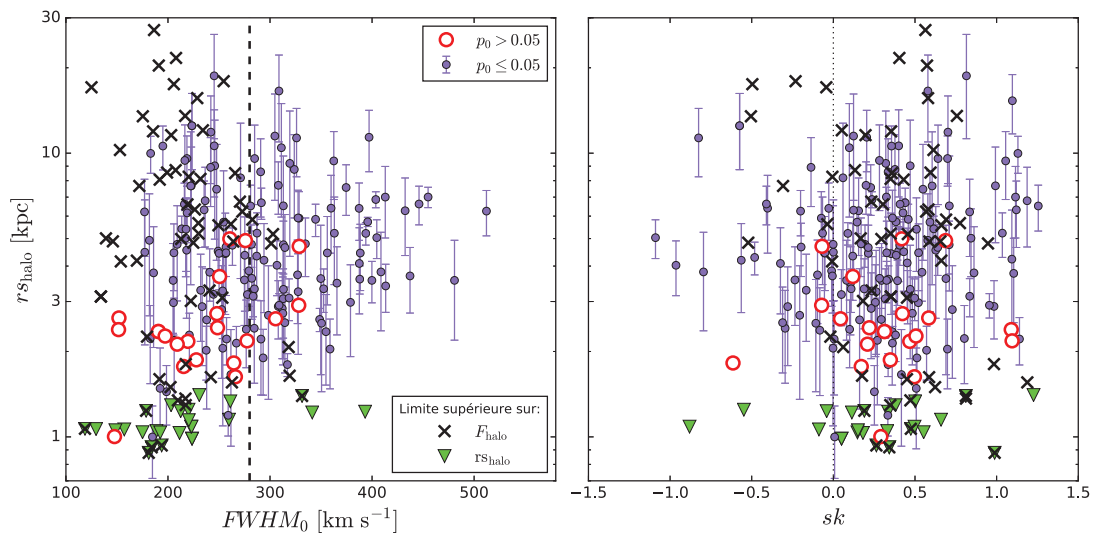 30
10
3
1
rs_halo [kpc]
100 200 300 400 500
FWHM_0 [km s^−1]
p_0 > 0.05
p_0 ≤ 0.05
Limite supérieure sur:
F_halo
rs_halo
−1.5 −1.0 −0.5 0.0 0.5 1.0 1.5
sk